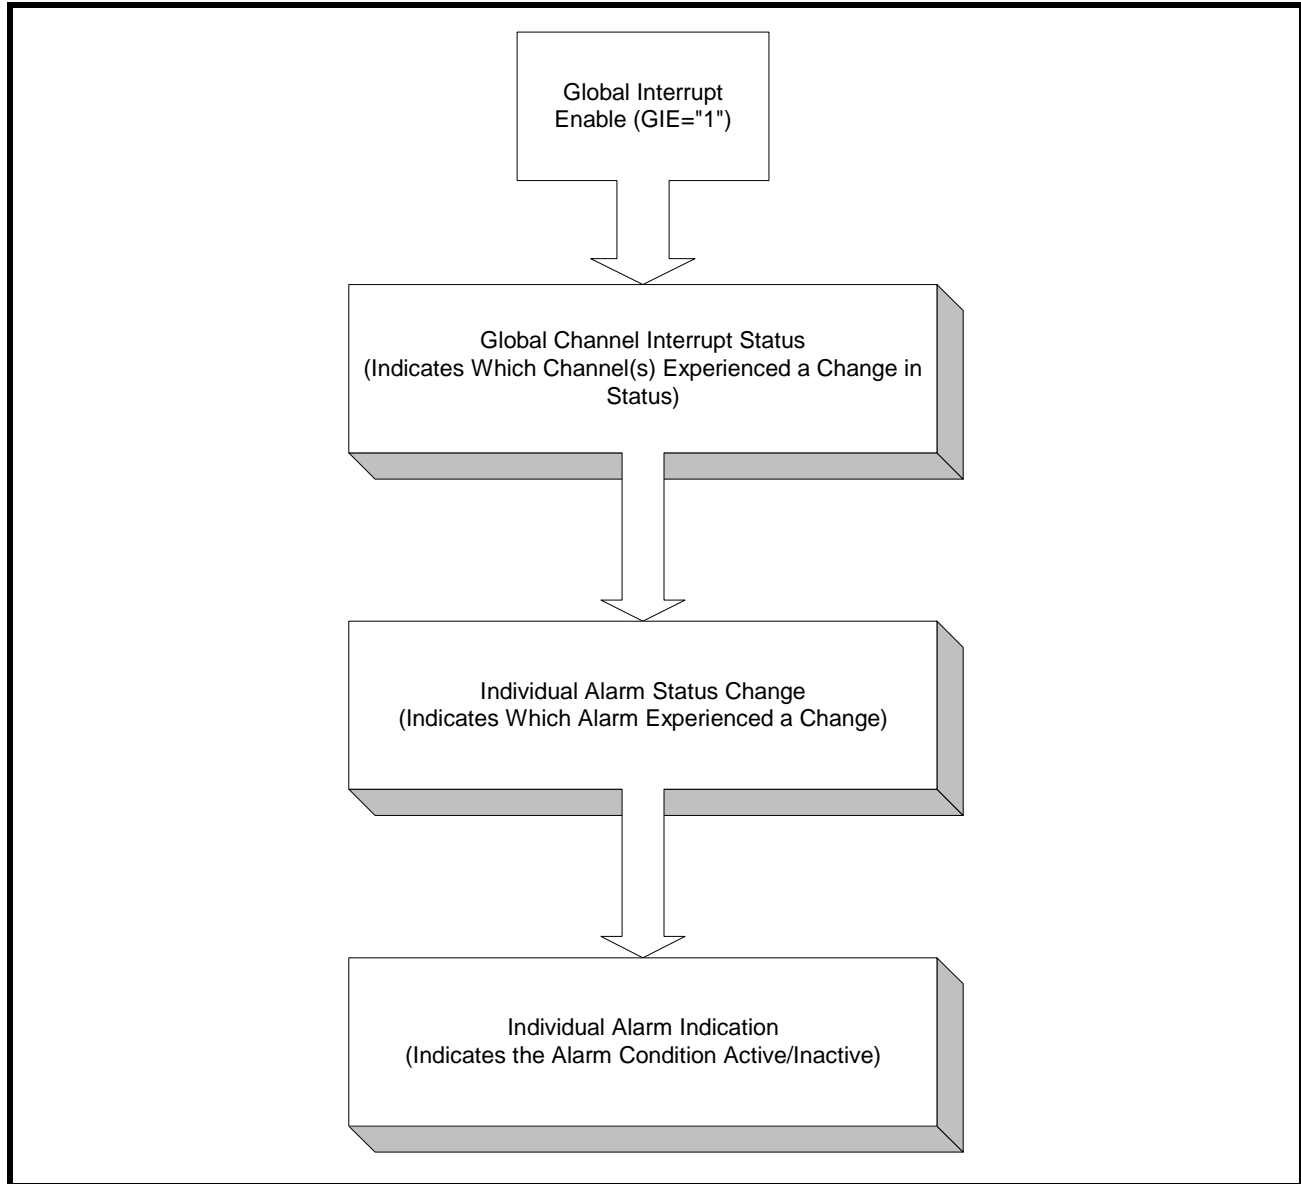 Global Interrupt
Enable (GIE="1")
Global Channel Interrupt Status
(Indicates Which Channel(s) Experienced a Change in
Status)
Individual Alarm Status Change
(Indicates Which Alarm Experienced a Change)
Individual Alarm Indication
(Indicates the Alarm Condition Active/Inactive)